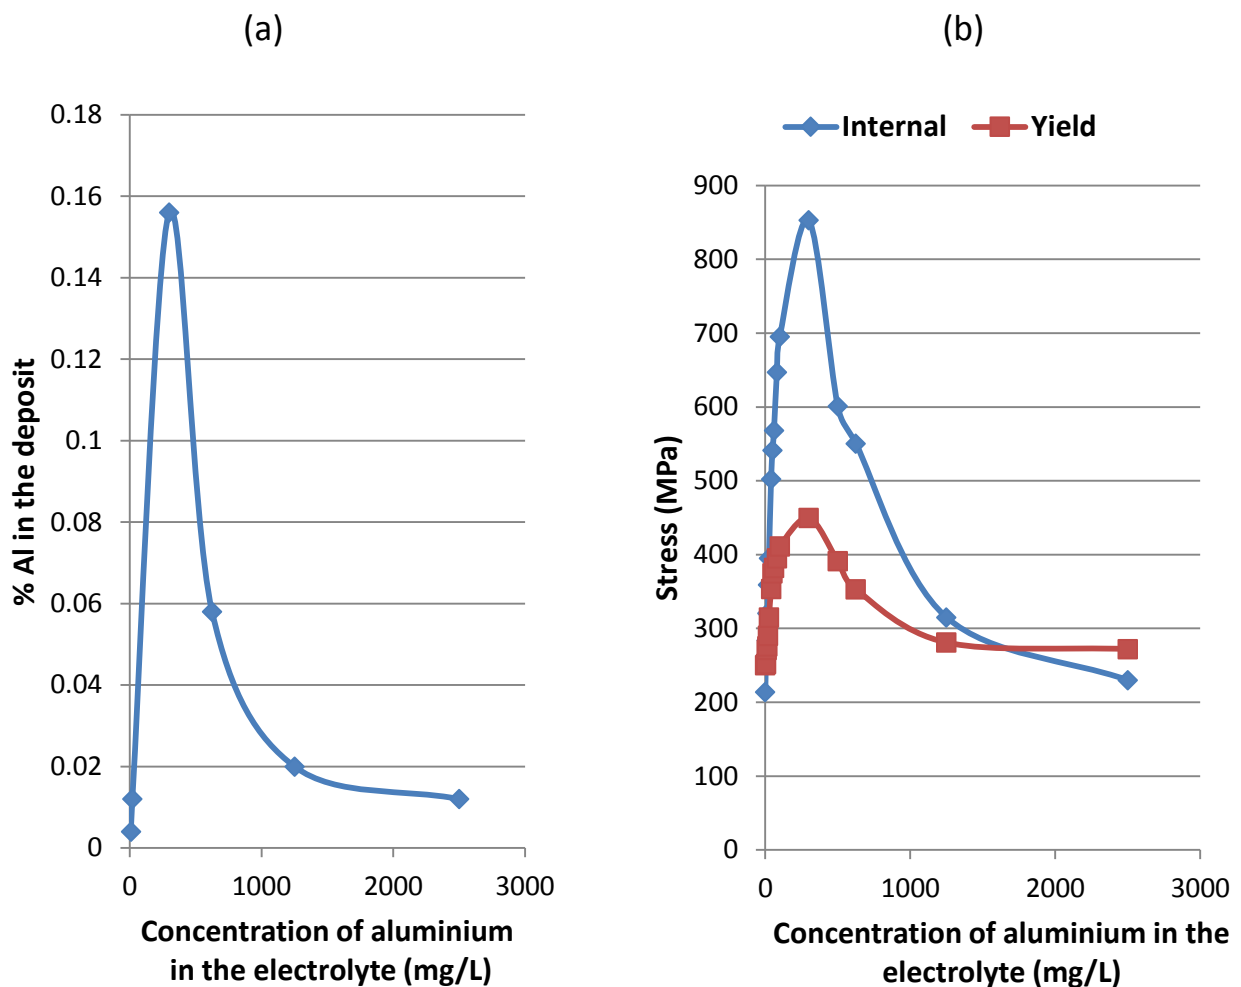 (a)
0.18
0.16
0.14
0.12
0.1
0.08
0.06
0.04
0.02
0
% Al in the deposit
0 1000 2000 3000
Concentration of aluminium
in the electrolyte (mg/L)
(b)
Internal Yield
900
800
700
600
500
400
300
200
100
0
Stress (MPa)
0 1000 2000 3000
Concentration of aluminium in the
electrolyte (mg/L)